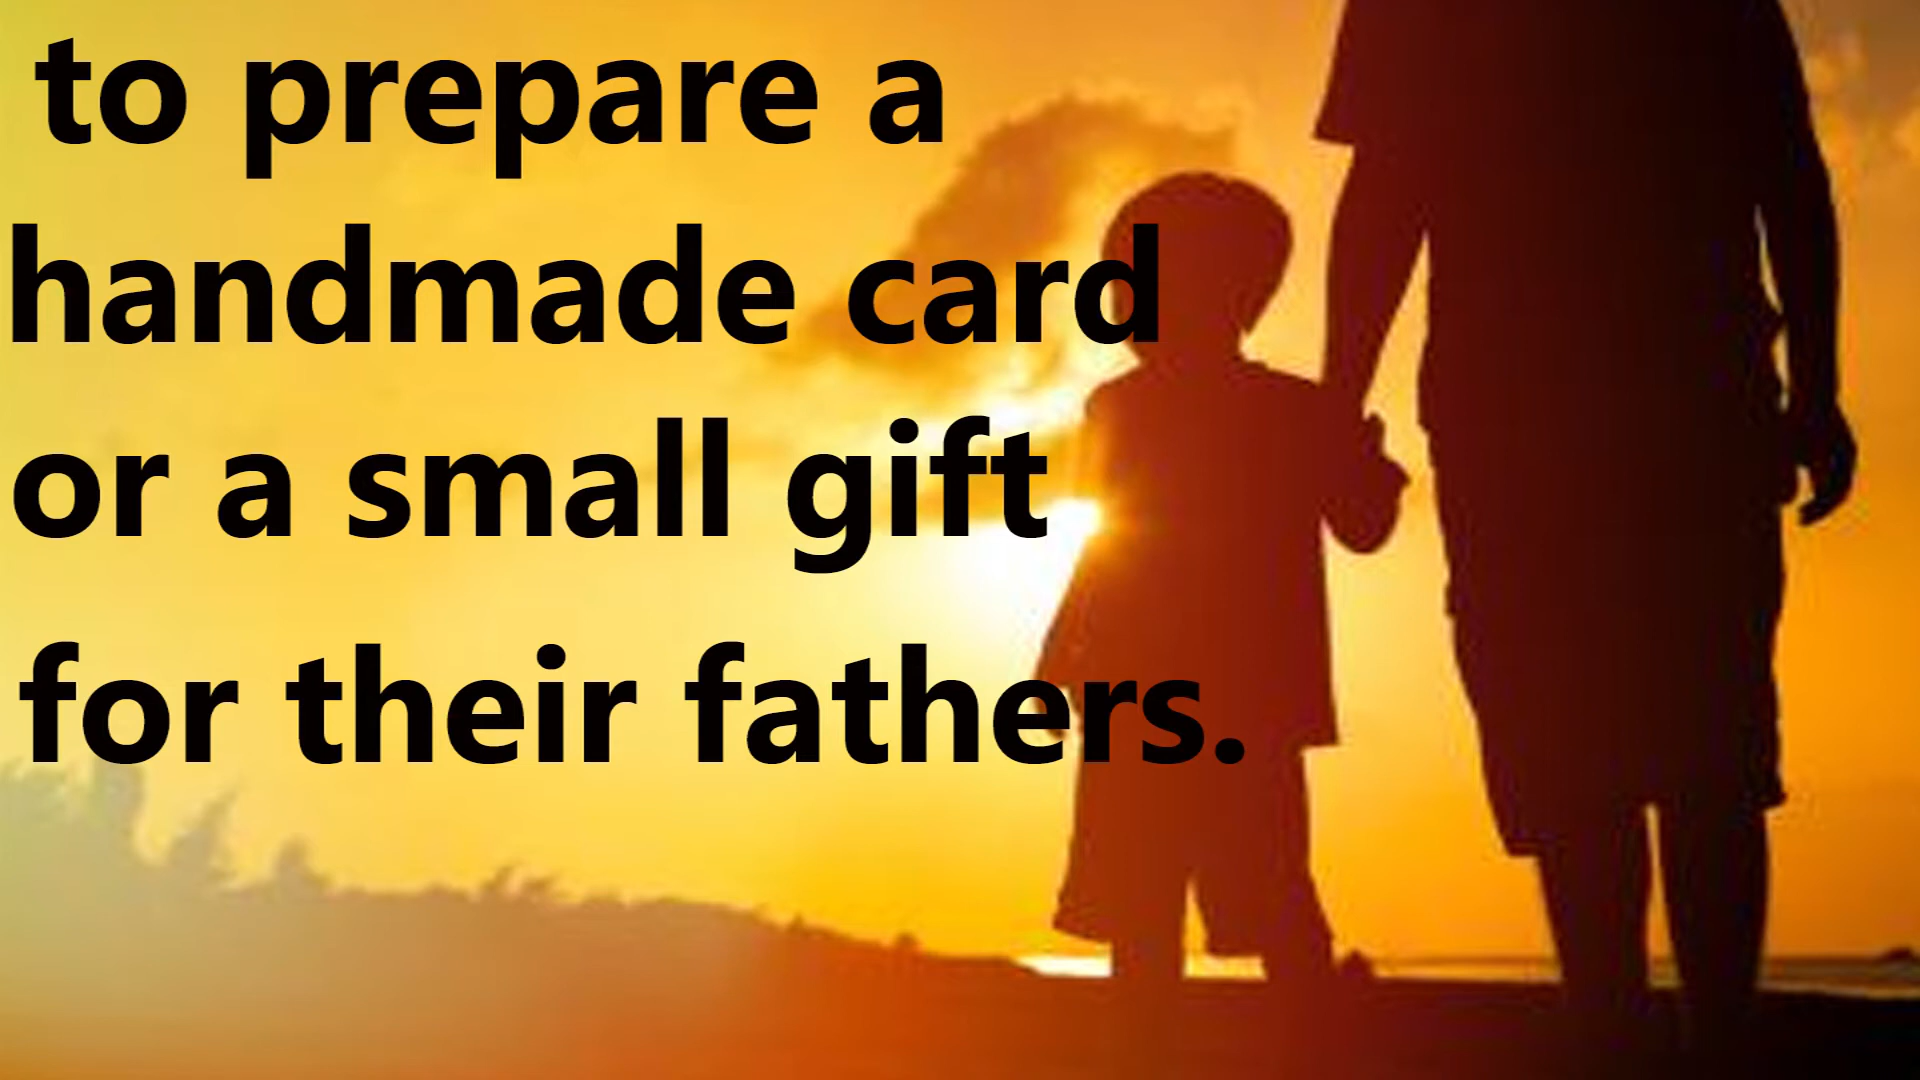 to prepare a
handmade card
or a small gift
for their fathers.